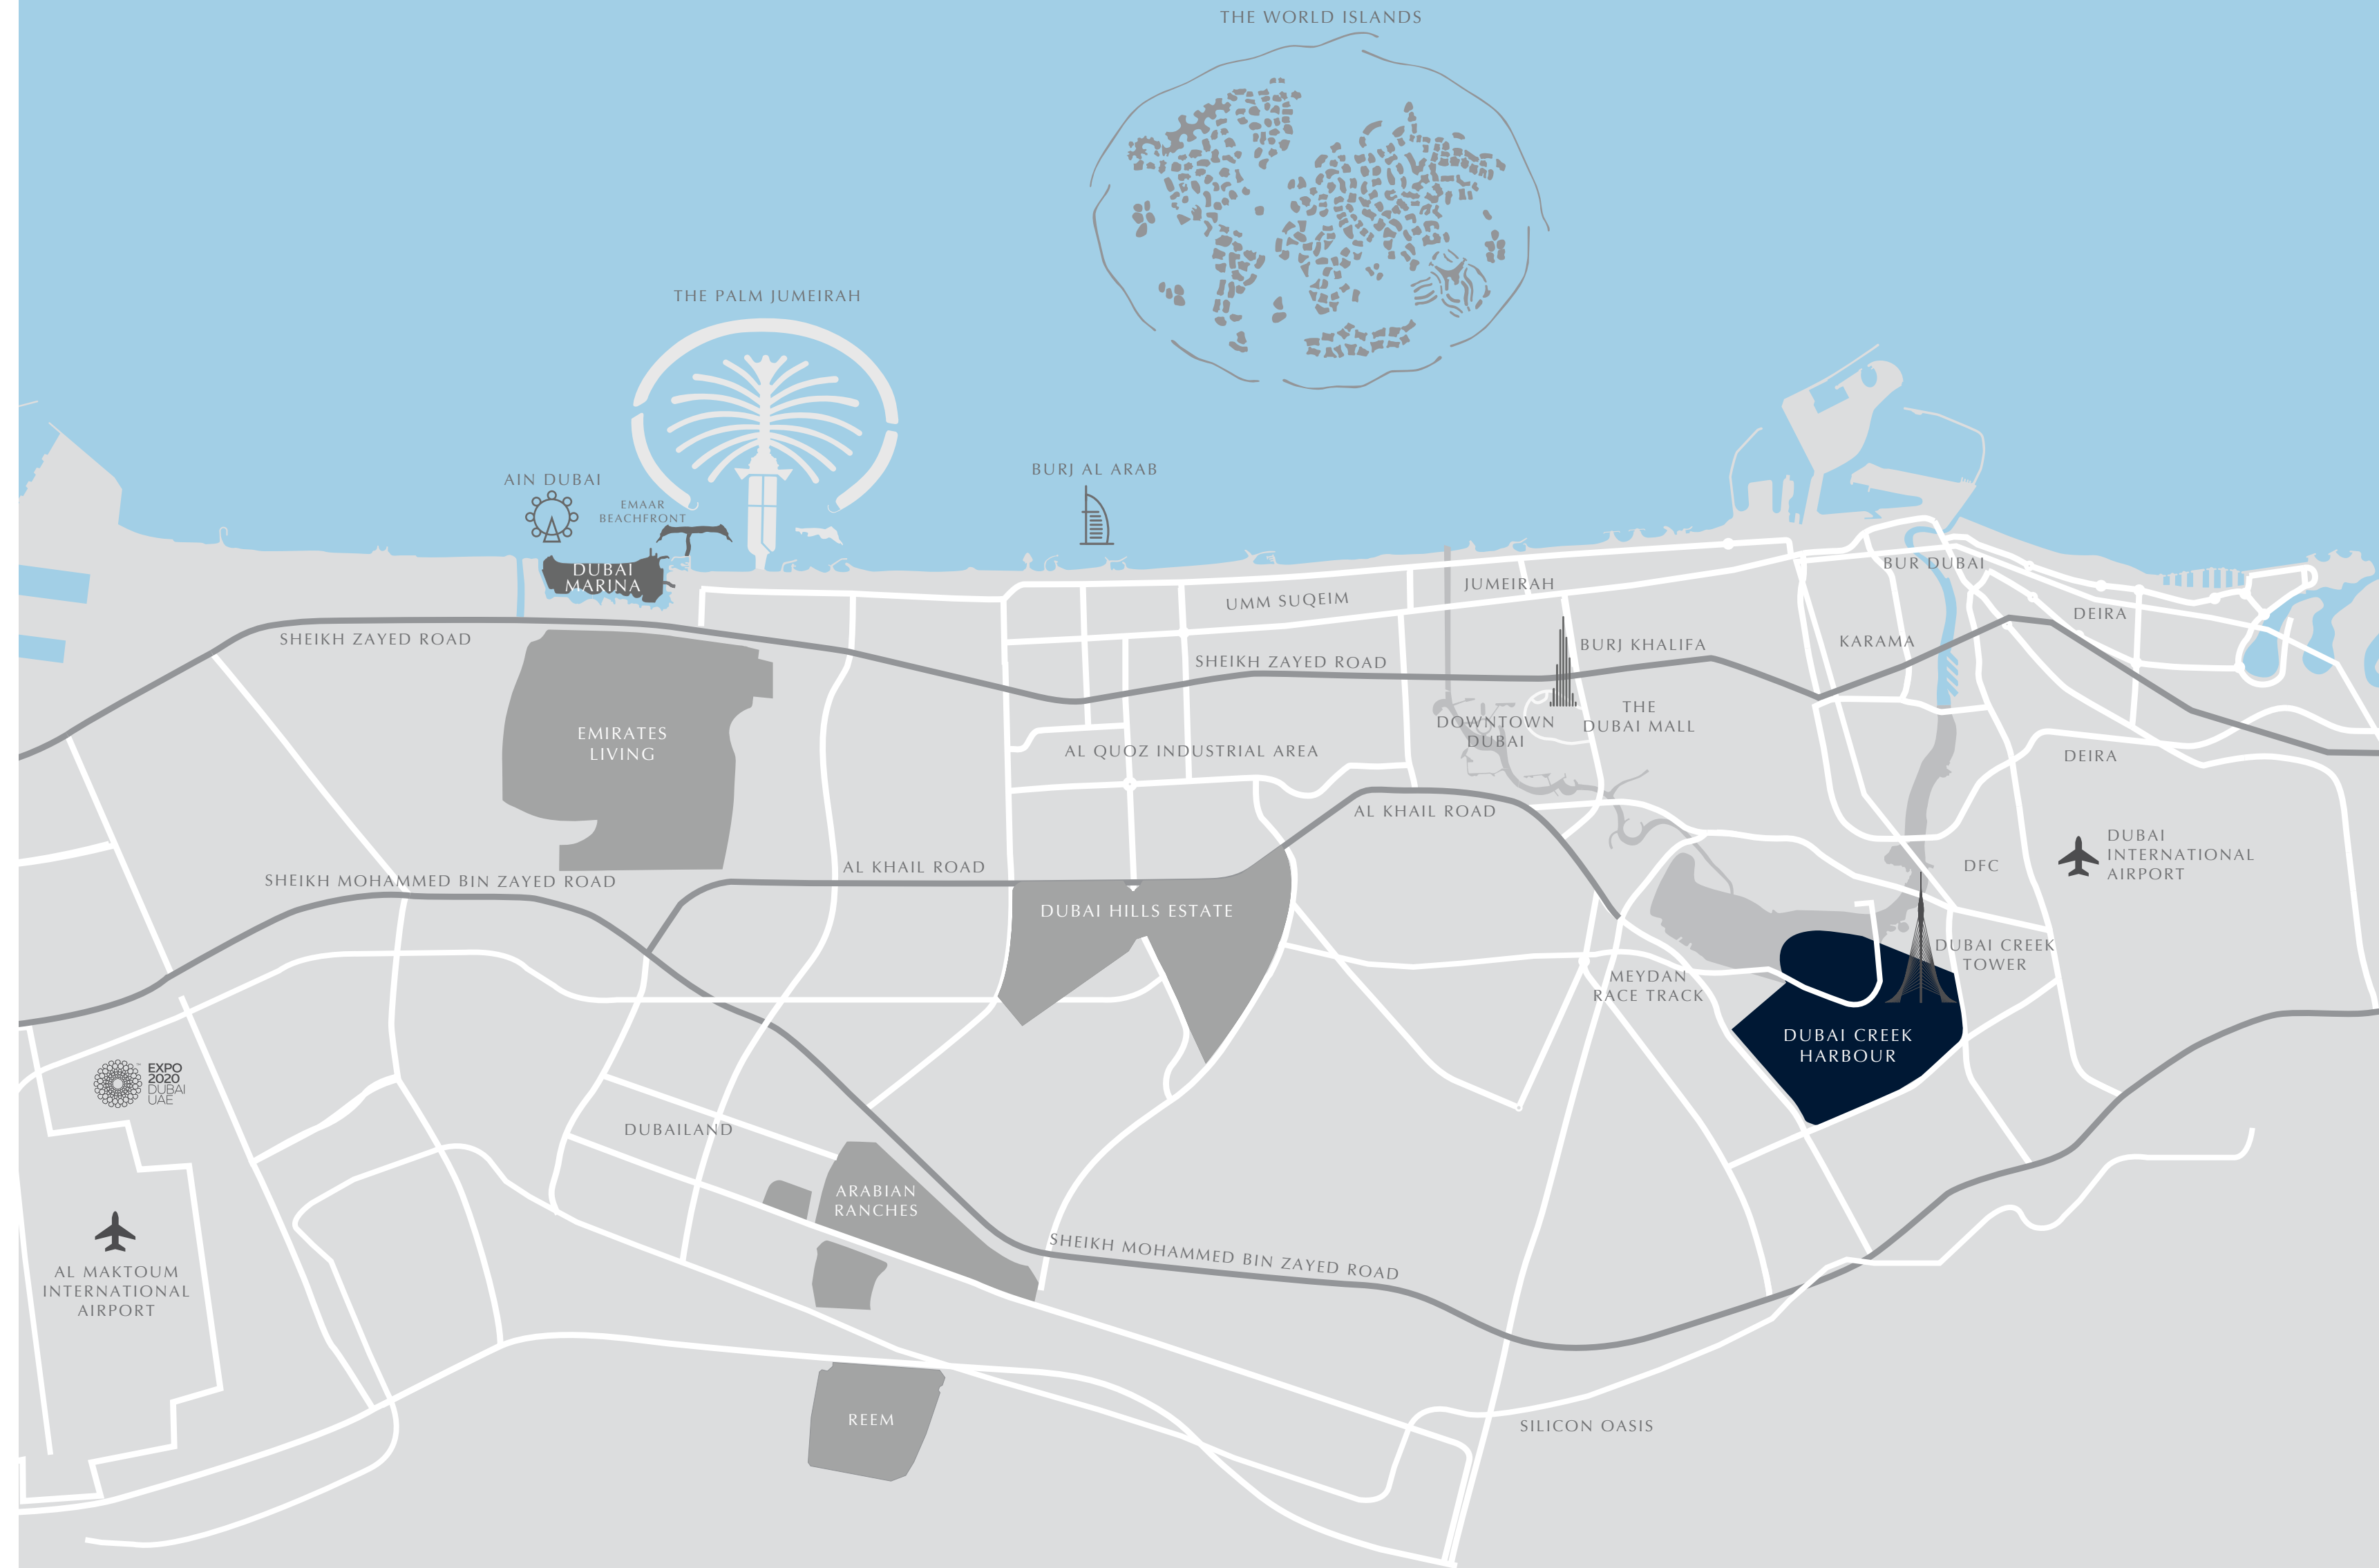 THE WORLD ISLANDS
THE PALM JUMEIRAH
BURJ AL ARAB
AIN DUBAI
EMAAR
BEACHFRONT
DUBAI
MARINA
BUR DUBAI
JUMEIRAH
UMM SUQEIM
DEIRA
SHEIKH ZAYED ROAD
KARAMA
BURJ KHALIFA
SHEIKH ZAYED ROAD
THE
DUBAI MALL
DOWNTOWN
DUBAI
EMIRATES
LIVING
AL QUOZ INDUSTRIAL AREA
DEIRA
AL KHAIL ROAD
DUBAI
INTERNATIONAL
AIRPORT
DFC
AL KHAIL ROAD
SHEIKH MOHAMMED BIN ZAYED ROAD
DUBAI HILLS ESTATE
DUBAI CREEK
TOWER
MEYDAN
RACE TRACK
DUBAI CREEK
HARBOUR
EXPO
2020
DUBAI
UAE
DUBAILAND
ARABIAN
RANCHES
SHEIKH MOHAMMED BIN ZAYED ROAD
AL MAKTOUM
INTERNATIONAL
AIRPORT
REEM
SILICON OASIS